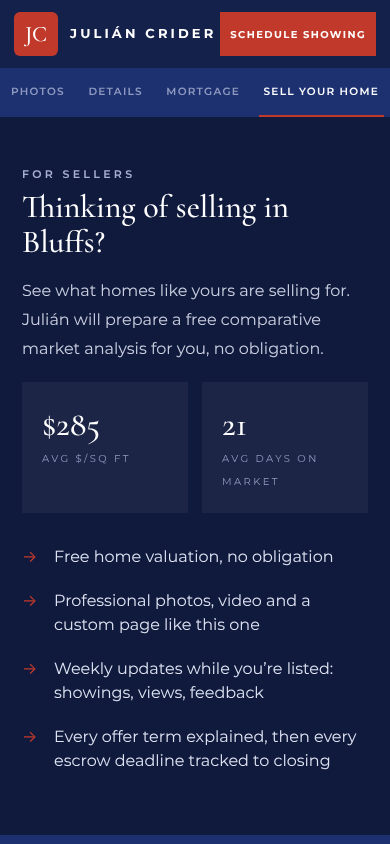 JC
JULIÁN CRIDER
SCHEDULE SHOWING
PHOTOS
DETAILS
MORTGAGE
SELL YOUR HOME
FOR SELLERS
Thinking of selling in
Bluffs?
See what homes like yours are selling for.
Julián will prepare a free comparative
market analysis for you, no obligation.
$285
AVG $/SQ FT
21
AVG DAYS ON
MARKET
→ Free home valuation, no obligation
→ Professional photos, video and a
custom page like this one
→ Weekly updates while you’re listed:
showings, views, feedback
→ Every offer term explained, then every
escrow deadline tracked to closing